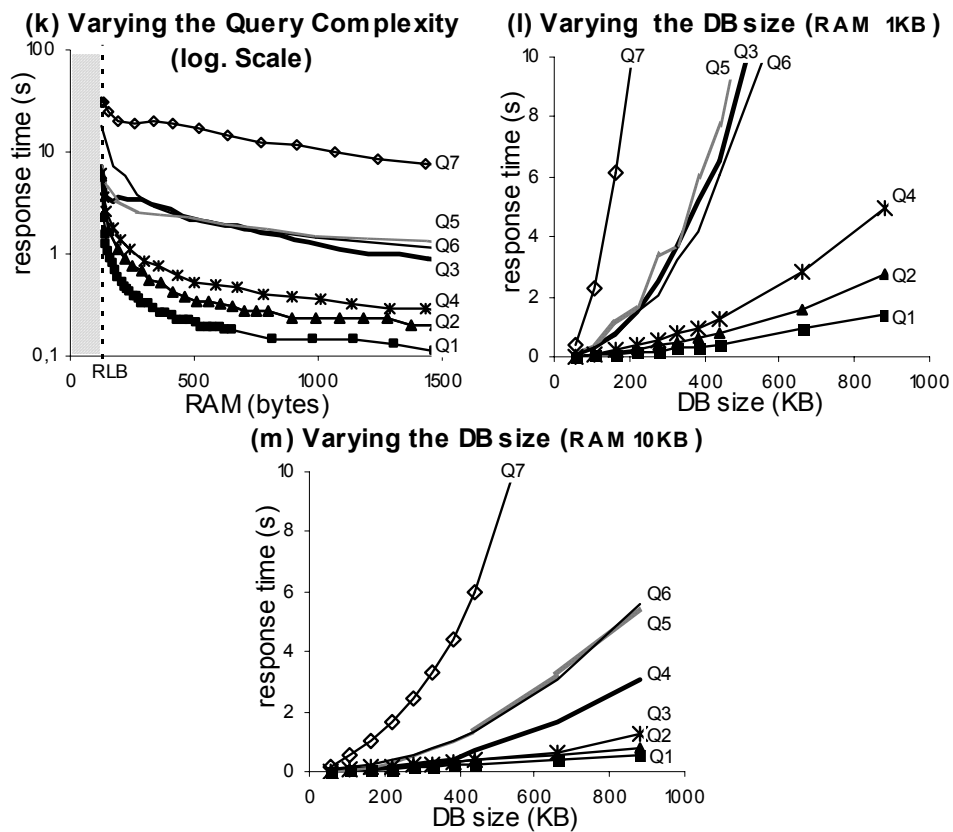 (k) Varying the Query Complexity
(log. Scale)
response time (s)
100
10
1
0,1
Q7
Q5
Q6
Q3
Q4
Q2
Q1
0
500
1000
1500
RLB
RAM (bytes)
(l) Varying the DB size (RAM 1KB)
response time (s)
10
8
6
4
2
0
Q7
Q5
Q3
Q6
Q4
Q2
Q1
0
200
400
600
800
1000
DB size (KB)
(m) Varying the DB size (RAM 10KB)
response time (s)
10
8
6
4
2
0
Q7
Q6
Q5
Q4
Q3
Q2
Q1
0
200
400
600
800
1000
DB size (KB)